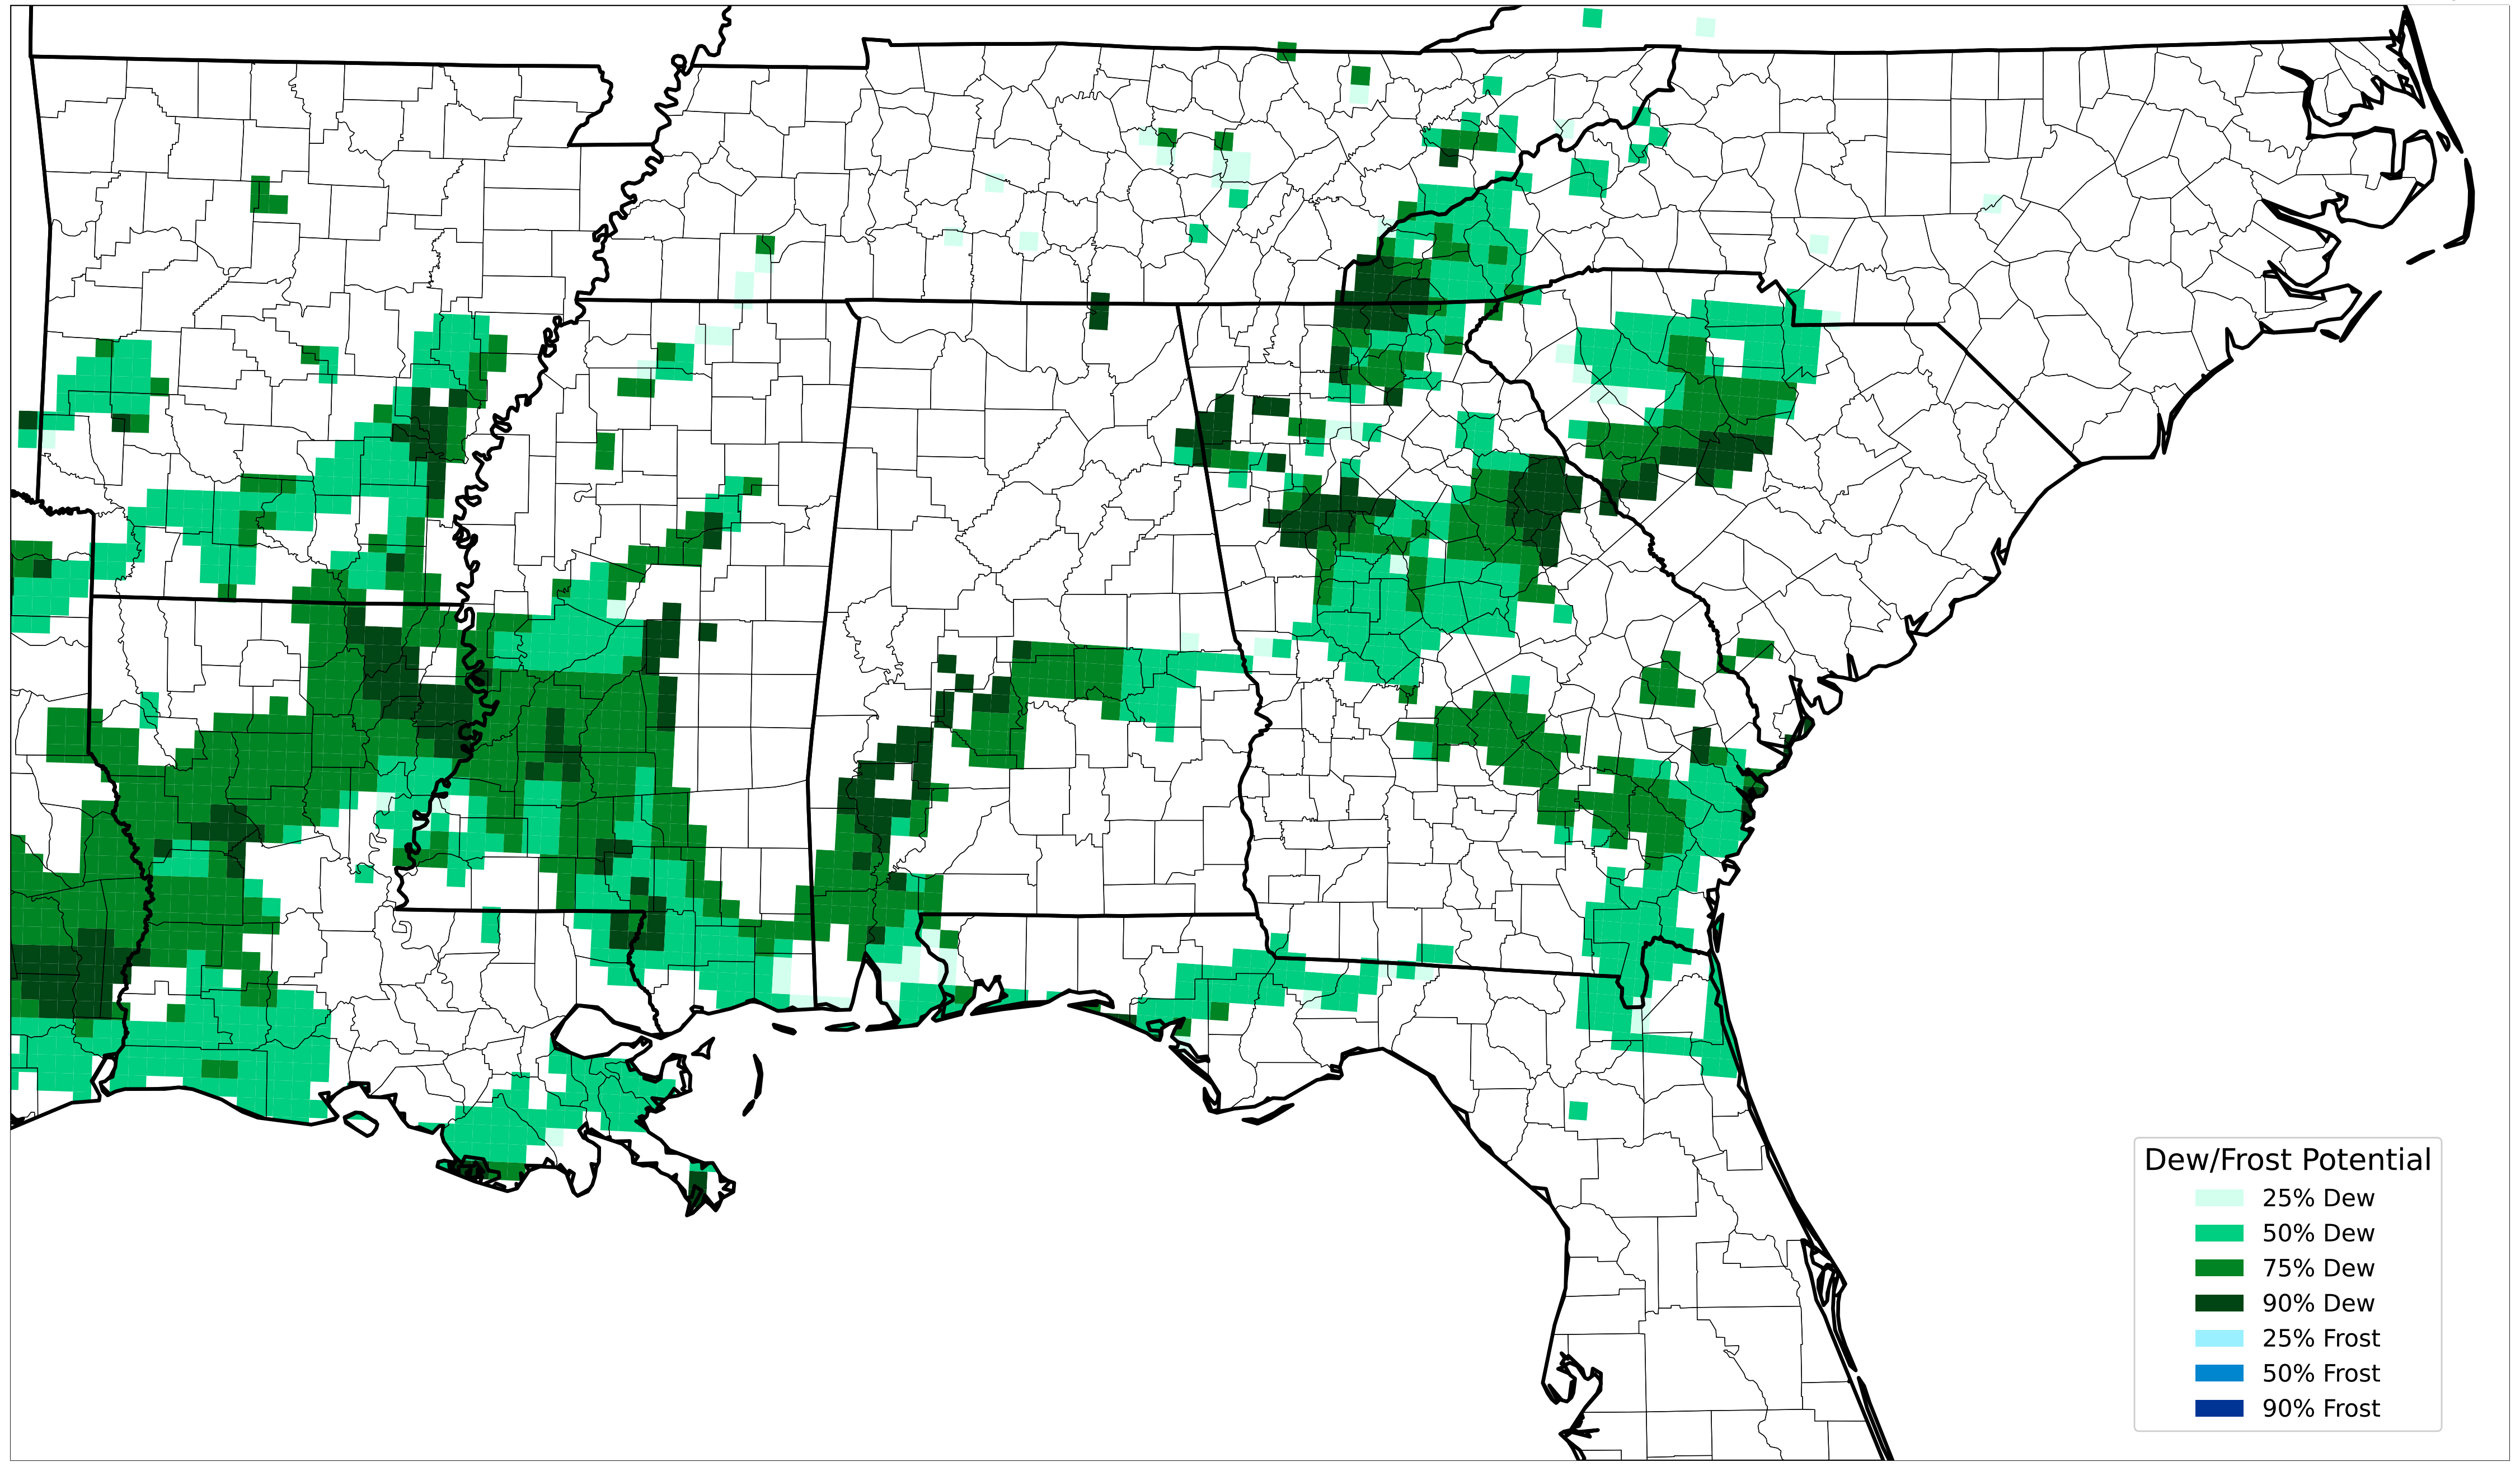 Dew/Frost Potential
25% Dew
50% Dew
75% Dew
90% Dew
25% Frost
50% Frost
90% Frost